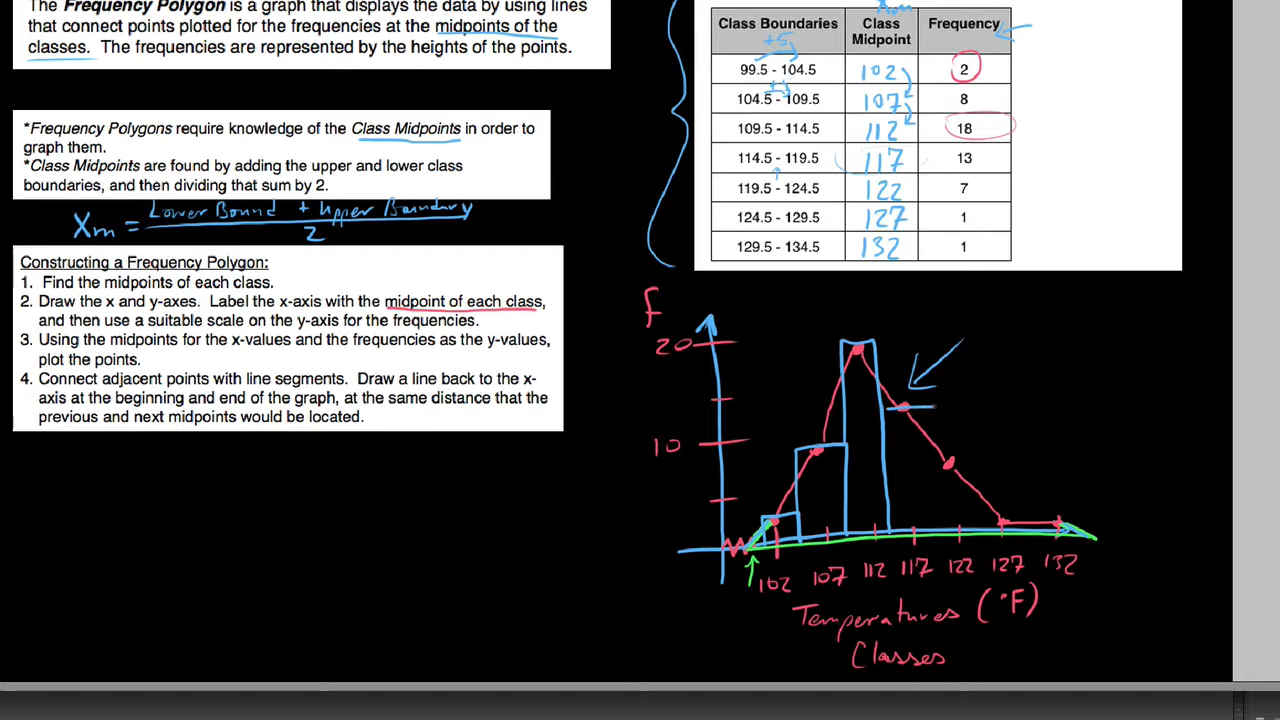 The Frequency Polygon is a graph that displays the data by using lines
that connect points plotted for the frequencies at the midpoints of the
classes. The frequencies are represented by the heights of the points.
*Frequency Polygons require knowledge of the Class Midpoints in order to
graph them.
*Class Midpoints are found by adding the upper and lower class
boundaries, and then dividing that sum by 2.
Xm = Lower Bound + Upper Boundary
2
Constructing a Frequency Polygon:
1. Find the midpoints of each class.
2. Draw the x and y-axes. Label the x-axis with the midpoint of each class,
and then use a suitable scale on the y-axis for the frequencies.
3. Using the midpoints for the x-values and the frequencies as the y-values,
plot the points.
4. Connect adjacent points with line segments. Draw a line back to the x-
axis at the beginning and end of the graph, at the same distance that the
previous and next midpoints would be located.
Xm
Class Boundaries Class Midpoint Frequency
+5
99.5 - 104.5 102 2
104.5 - 109.5 107 8
109.5 - 114.5 112 18
114.5 - 119.5 117 13
119.5 - 124.5 122 7
124.5 - 129.5 127 1
129.5 - 134.5 132 1
f
20
10
102 107 112 117 122 127 132
Temperatures (°F)
Classes